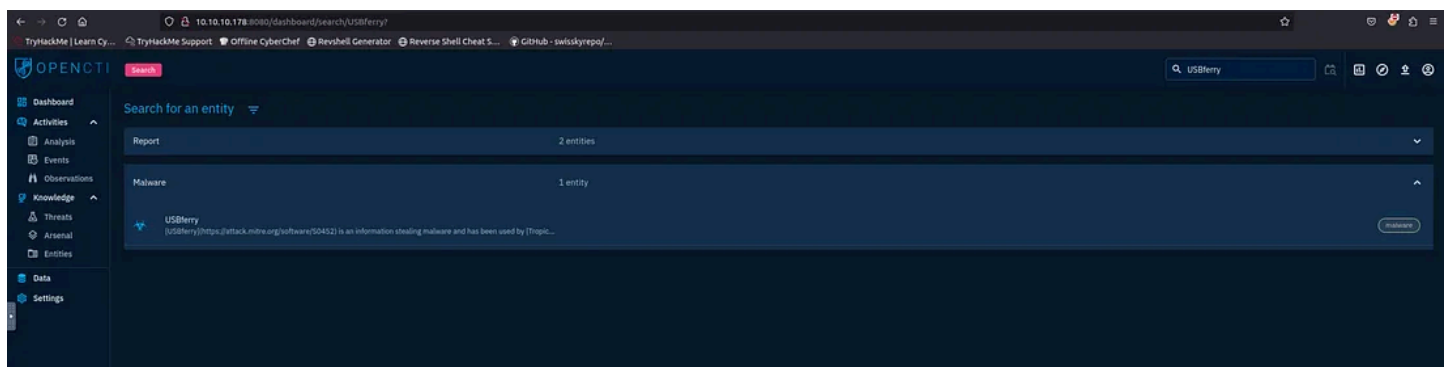 10.10.10.178:8080/dashboard/search/USBferry?
TryHackMe | Learn Cy... TryHackMe Support Offline CyberChef Revshell Generator Reverse Shell Cheat S... GitHub - swisskyrepo/...
OPENCTI Search USBferry
Dashboard
Search for an entity
Activities
Analysis
Report 2 entities
Events
Observations
Malware 1 entity
Knowledge
Threats
USBferry
[USBferry](https://attack.mitre.org/software/S0452) is an information stealing malware and has been used by [Tropic...
malware
Arsenal
Entities
Data
Settings